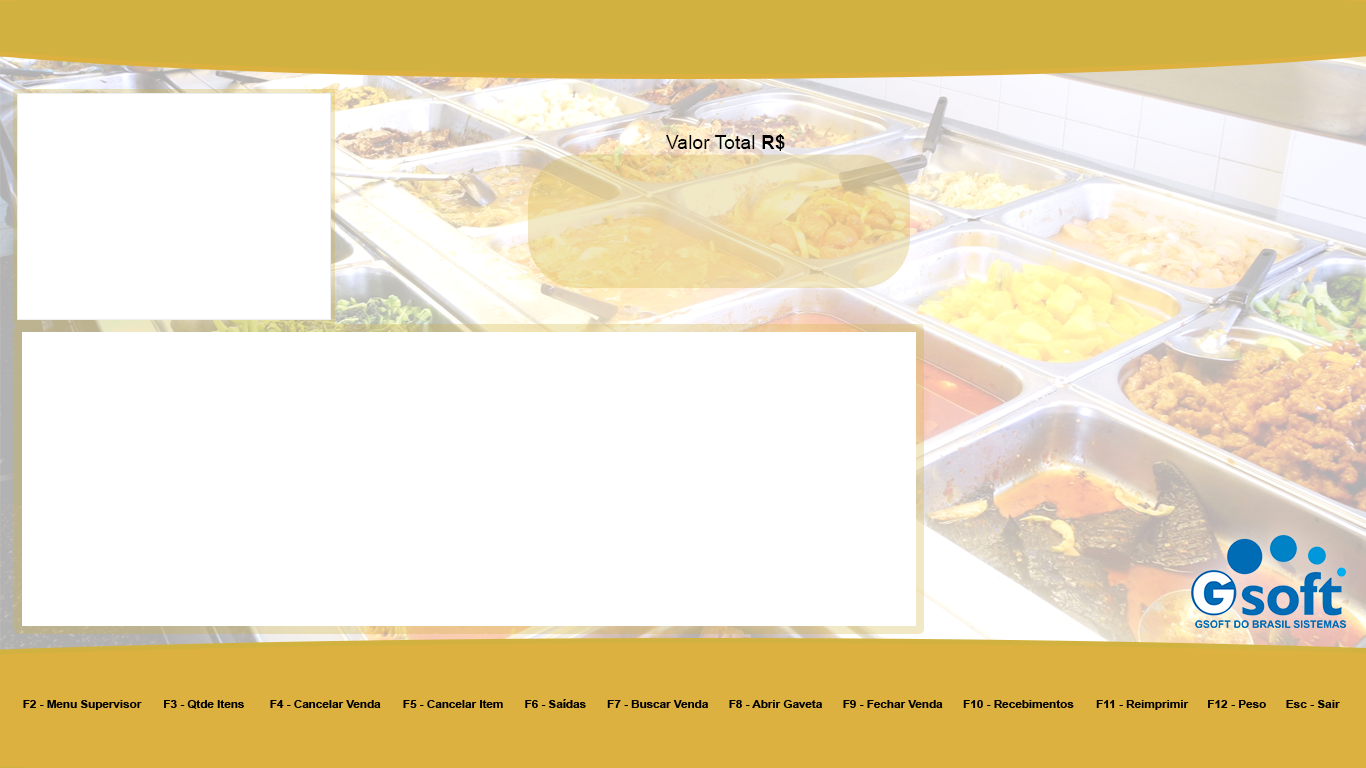 Valor Total R$
Gsoft
GSOFT DO BRASIL SISTEMAS
F2 - Menu Supervisor F3 - Qtde Itens F4 - Cancelar Venda F5 - Cancelar Item F6 - Saídas F7 - Buscar Venda F8 - Abrir Gaveta F9 - Fechar Venda F10 - Recebimentos F11 - Reimprimir F12 - Peso Esc - Sair